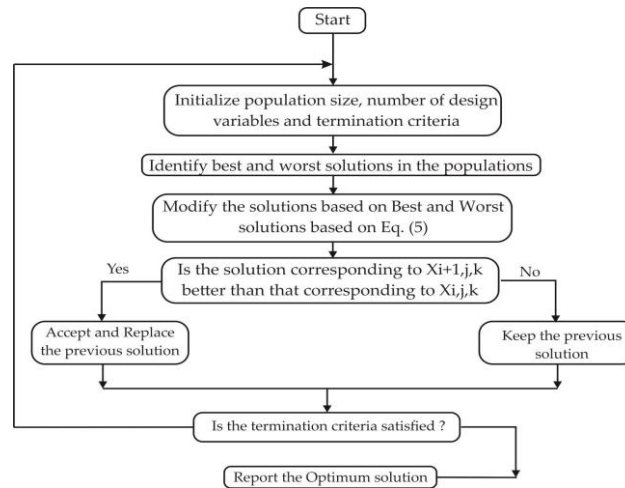 Start
Initialize population size, number of design
variables and termination criteria
Identify best and worst solutions in the populations
Modify the solutions based on Best and Worst
solutions based on Eq. (5)
Yes
Is the solution corresponding to Xi+1,j,k
better than that corresponding to Xi,j,k
No
Accept and Replace
the previous solution
Keep the previous
solution
Is the termination criteria satisfied ?
Report the Optimum solution